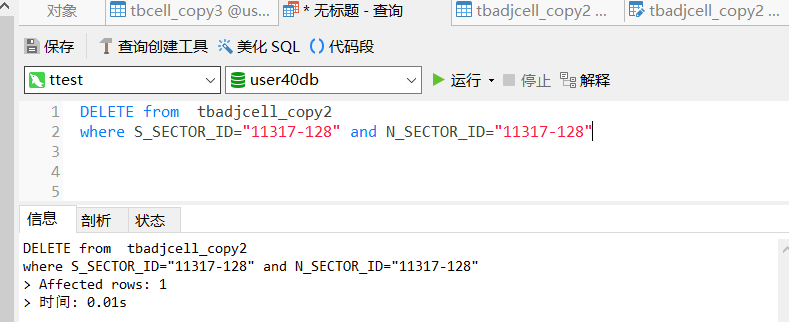 对象
tbcell_copy3 @us...
* 无标题 - 查询
tbadjcell_copy2 ...
tbadjcell_copy2 ...
保存
查询创建工具
美化 SQL
() 代码段
ttest
user40db
运行
停止
解释
1 DELETE from  tbadjcell_copy2
2 where S_SECTOR_ID="11317-128" and N_SECTOR_ID="11317-128"
3
4
5
信息
剖析
状态
DELETE from  tbadjcell_copy2
where S_SECTOR_ID="11317-128" and N_SECTOR_ID="11317-128"
> Affected rows: 1
> 时间: 0.01s